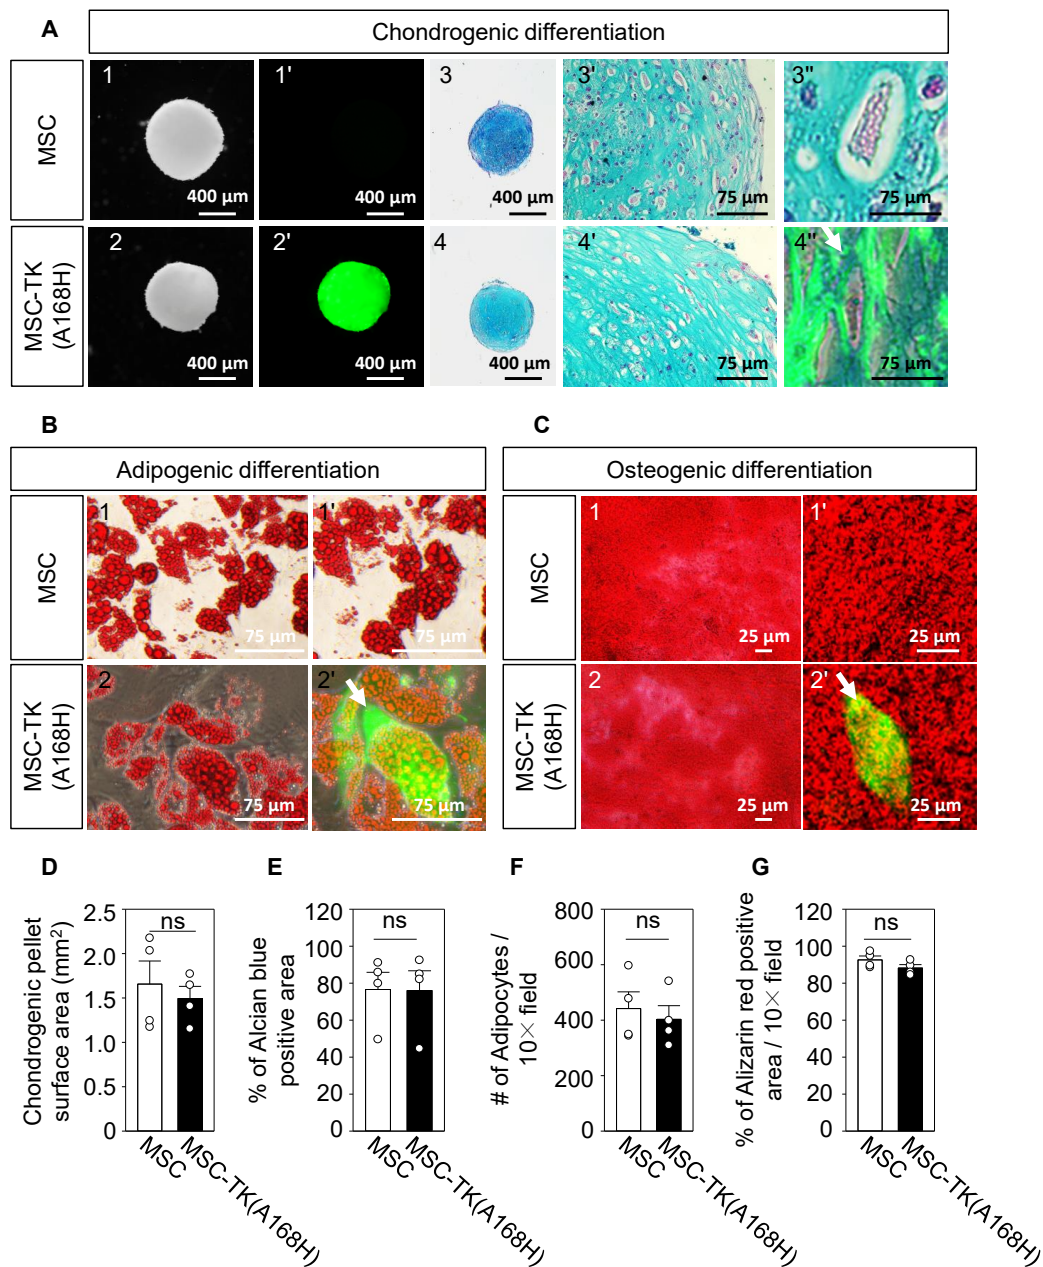 A
Chondrogenic differentiation
MSC
1
400 µm
1'
400 µm
3
400 µm
3'
75 µm
3"
75 µm
MSC-TK
(A168H)
2
400 µm
2'
400 µm
4
400 µm
4'
75 µm
4"
75 µm
B
Adipogenic differentiation
MSC
1
75 µm
1'
75 µm
MSC-TK
(A168H)
2
75 µm
2'
75 µm
C
Osteogenic differentiation
MSC
1
25 µm
1'
25 µm
MSC-TK
(A168H)
2
25 µm
2'
25 µm
D
Chondrogenic pellet
surface area (mm²)
2.5
2.0
1.5
1.0
0.5
0
ns
MSC
MSC-TK(A168H)
E
% of Alcian blue
positive area
120
100
80
60
40
20
0
ns
MSC
MSC-TK(A168H)
F
# of Adipocytes /
10× field
800
600
400
200
0
ns
MSC
MSC-TK(A168H)
G
% of Alizarin red positive
area / 10× field
120
100
80
60
40
20
0
ns
MSC
MSC-TK(A168H)